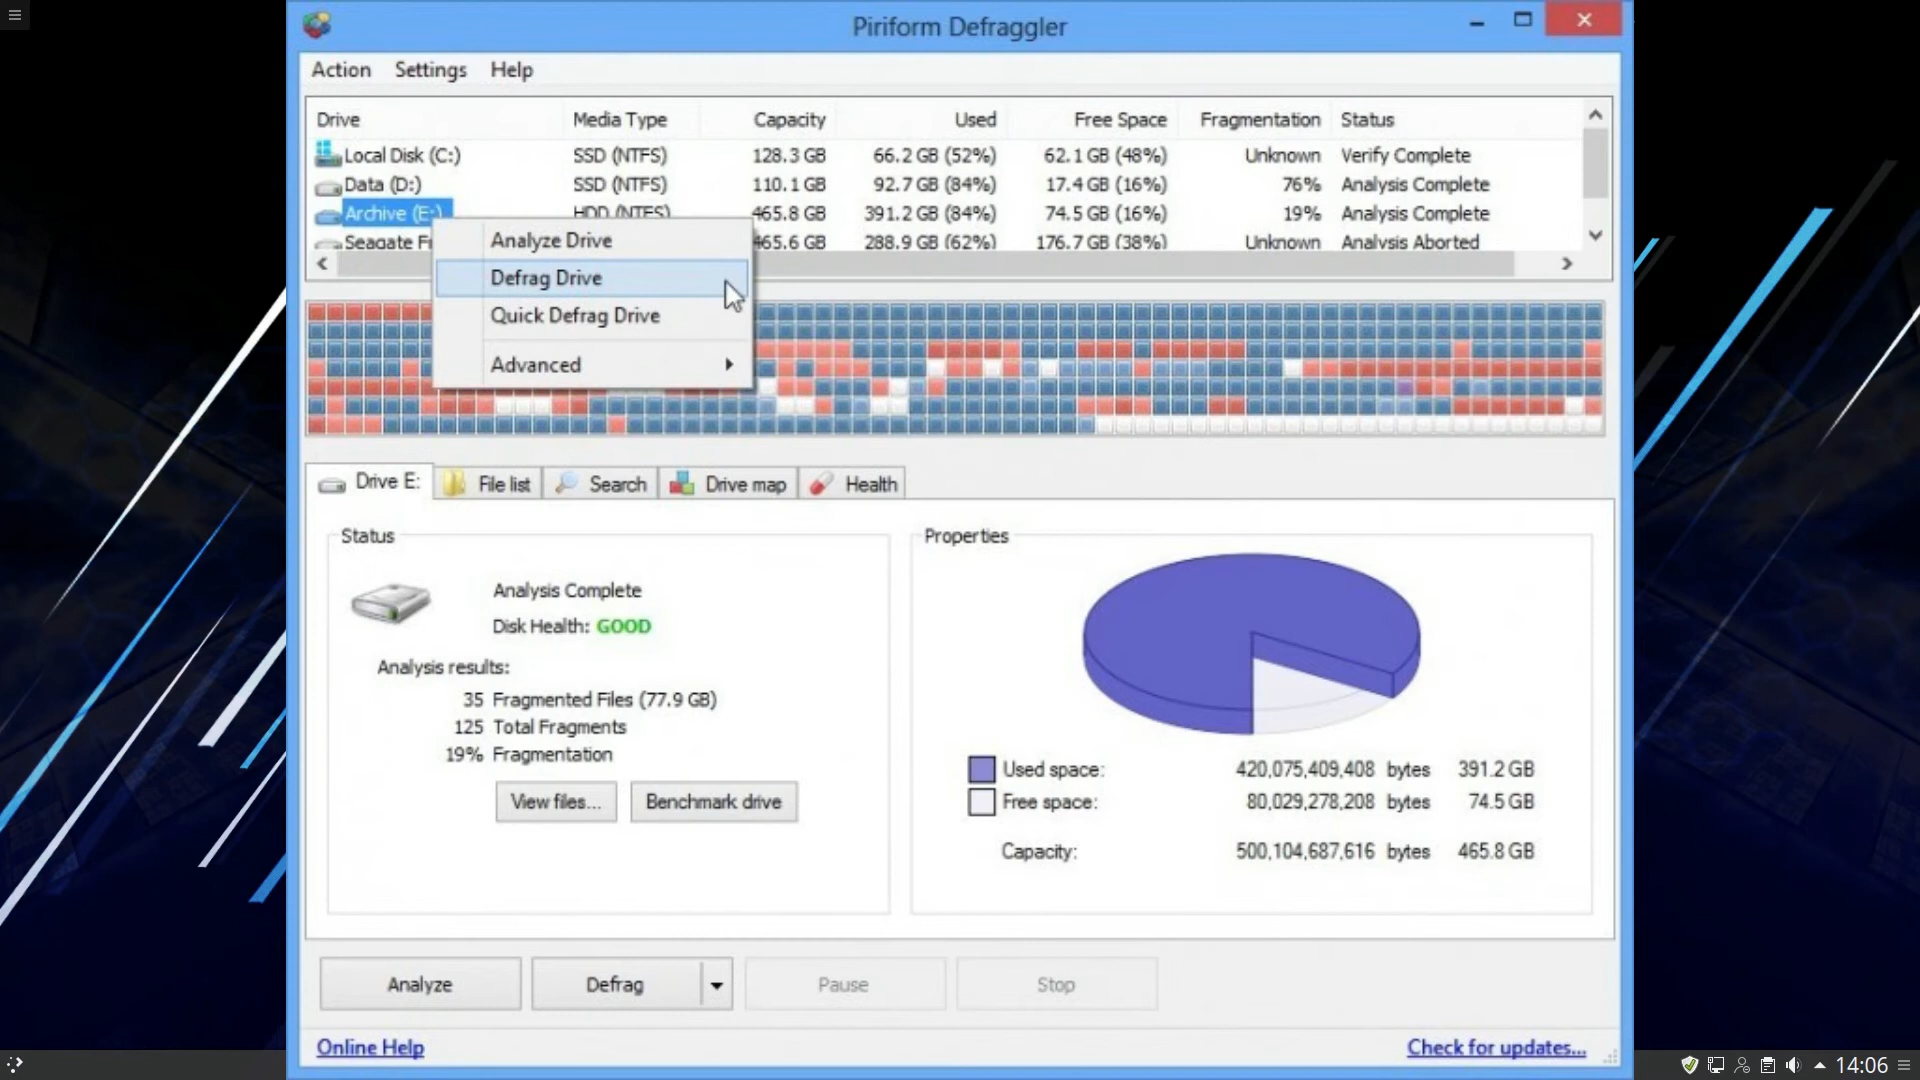 Piriform Defraggler
Action Settings Help
Drive Media Type Capacity Used Free Space Fragmentation Status
Local Disk (C:) SSD (NTFS) 128.3 GB 66.2 GB (52%) 62.1 GB (48%) Unknown Verify Complete
Data (D:) SSD (NTFS) 110.1 GB 92.7 GB (84%) 17.4 GB (16%) 76% Analysis Complete
Archive (E:) HDD (NTFS) 465.8 GB 391.2 GB (84%) 74.5 GB (16%) 19% Analysis Complete
Seagate 465.6 GB 288.9 GB (62%) 176.7 GB (38%) Unknown Analysis Aborted
Analyze Drive
Defrag Drive
Quick Defrag Drive
Advanced
Drive E: File list Search Drive map Health
Status
Analysis Complete
Disk Health: GOOD
Analysis results:
35 Fragmented Files (77.9 GB)
125 Total Fragments
19% Fragmentation
View files... Benchmark drive
Properties
Used space: 420,075,409,408 bytes 391.2 GB
Free space: 80,029,278,208 bytes 74.5 GB
Capacity: 500,104,687,616 bytes 465.8 GB
Analyze Defrag Pause Stop
Online Help Check for updates...
14:06